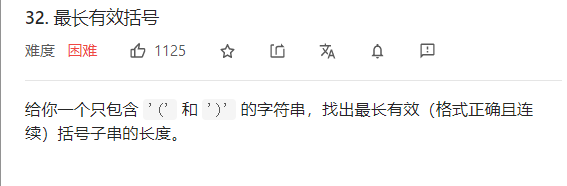 32. 最长有效括号
难度 困难 1125
给你一个只包含 '(' 和 ')' 的字符串，找出最长有效（格式正确且连
续）括号子串的长度。